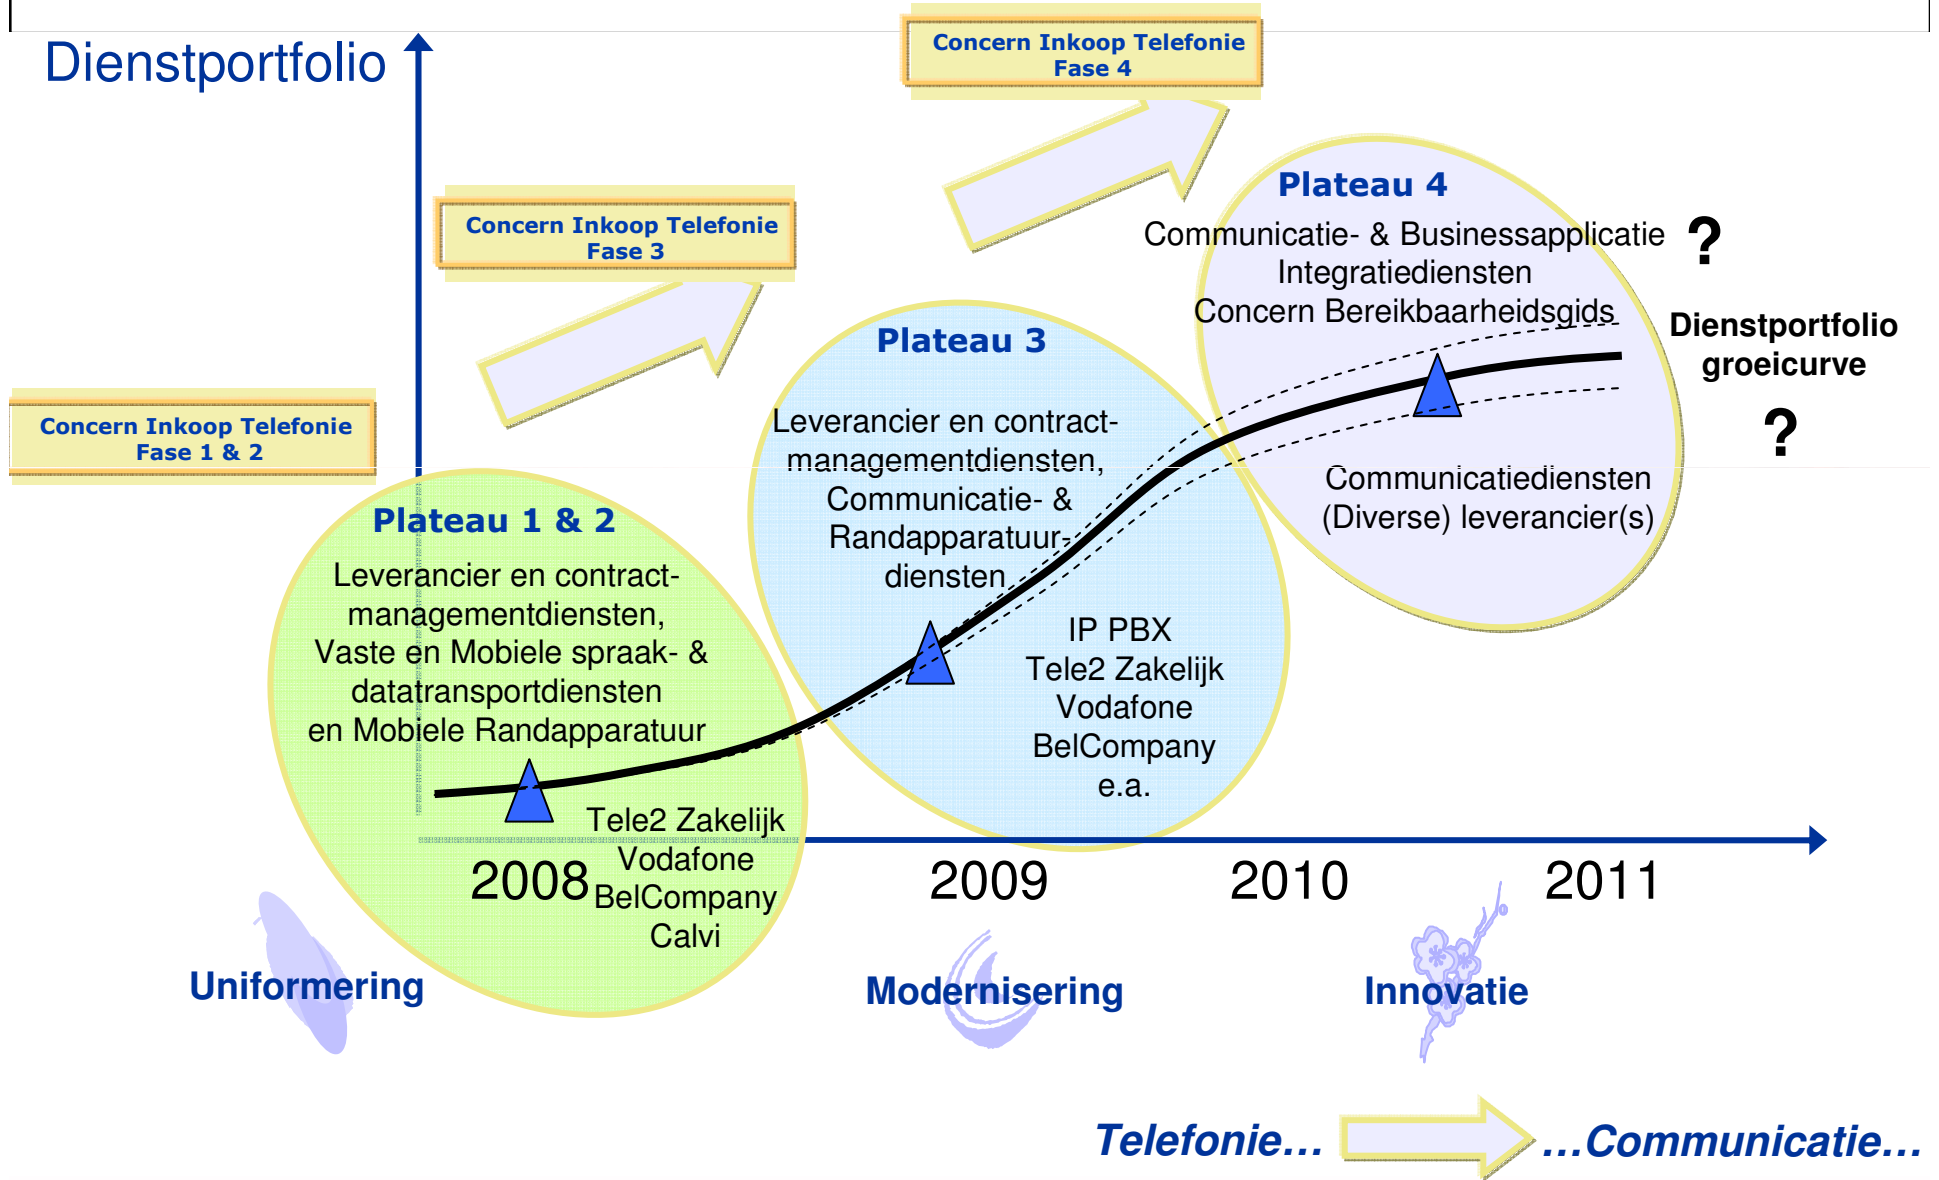 Dienstportfolio
Concern Inkoop Telefonie
Fase 4
Concern Inkoop Telefonie
Fase 3
Concern Inkoop Telefonie
Fase 1 & 2
Plateau 4
Communicatie- & Businessapplicatie
Integratiediensten
Concern Bereikbaarheidsgids
?
Dienstportfolio
groeicurve
?
Communicatiediensten
(Diverse) leverancier(s)
Plateau 3
Leverancier en contract-
managementdiensten,
Communicatie- &
Randapparatuur-
diensten
IP PBX
Tele2 Zakelijk
Vodafone
BelCompany
e.a.
Plateau 1 & 2
Leverancier en contract-
managementdiensten,
Vaste en Mobiele spraak- &
datatransportdiensten
en Mobiele Randapparatuur
Tele2 Zakelijk
Vodafone
BelCompany
Calvi
2008
2009
2010
2011
Uniformering
Modernisering
Innovatie
Telefonie...
...Communicatie...